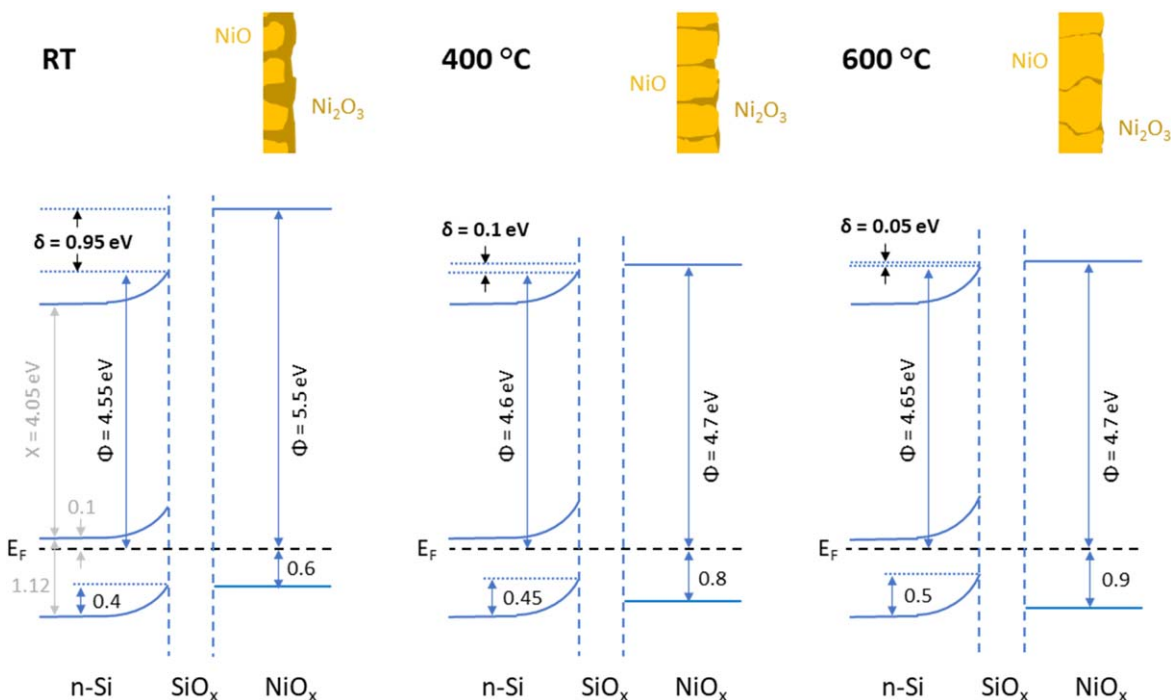 RT
NiO
Ni₂O₃
δ = 0.95 eV
X = 4.05 eV
Φ = 4.55 eV
Φ = 5.5 eV
0.1
E_F
1.12
0.4
0.6
n-Si
SiOₓ
NiOₓ
400 °C
NiO
Ni₂O₃
δ = 0.1 eV
Φ = 4.6 eV
Φ = 4.7 eV
E_F
0.45
0.8
n-Si
SiOₓ
NiOₓ
600 °C
NiO
Ni₂O₃
δ = 0.05 eV
Φ = 4.65 eV
Φ = 4.7 eV
E_F
0.5
0.9
n-Si
SiOₓ
NiOₓ